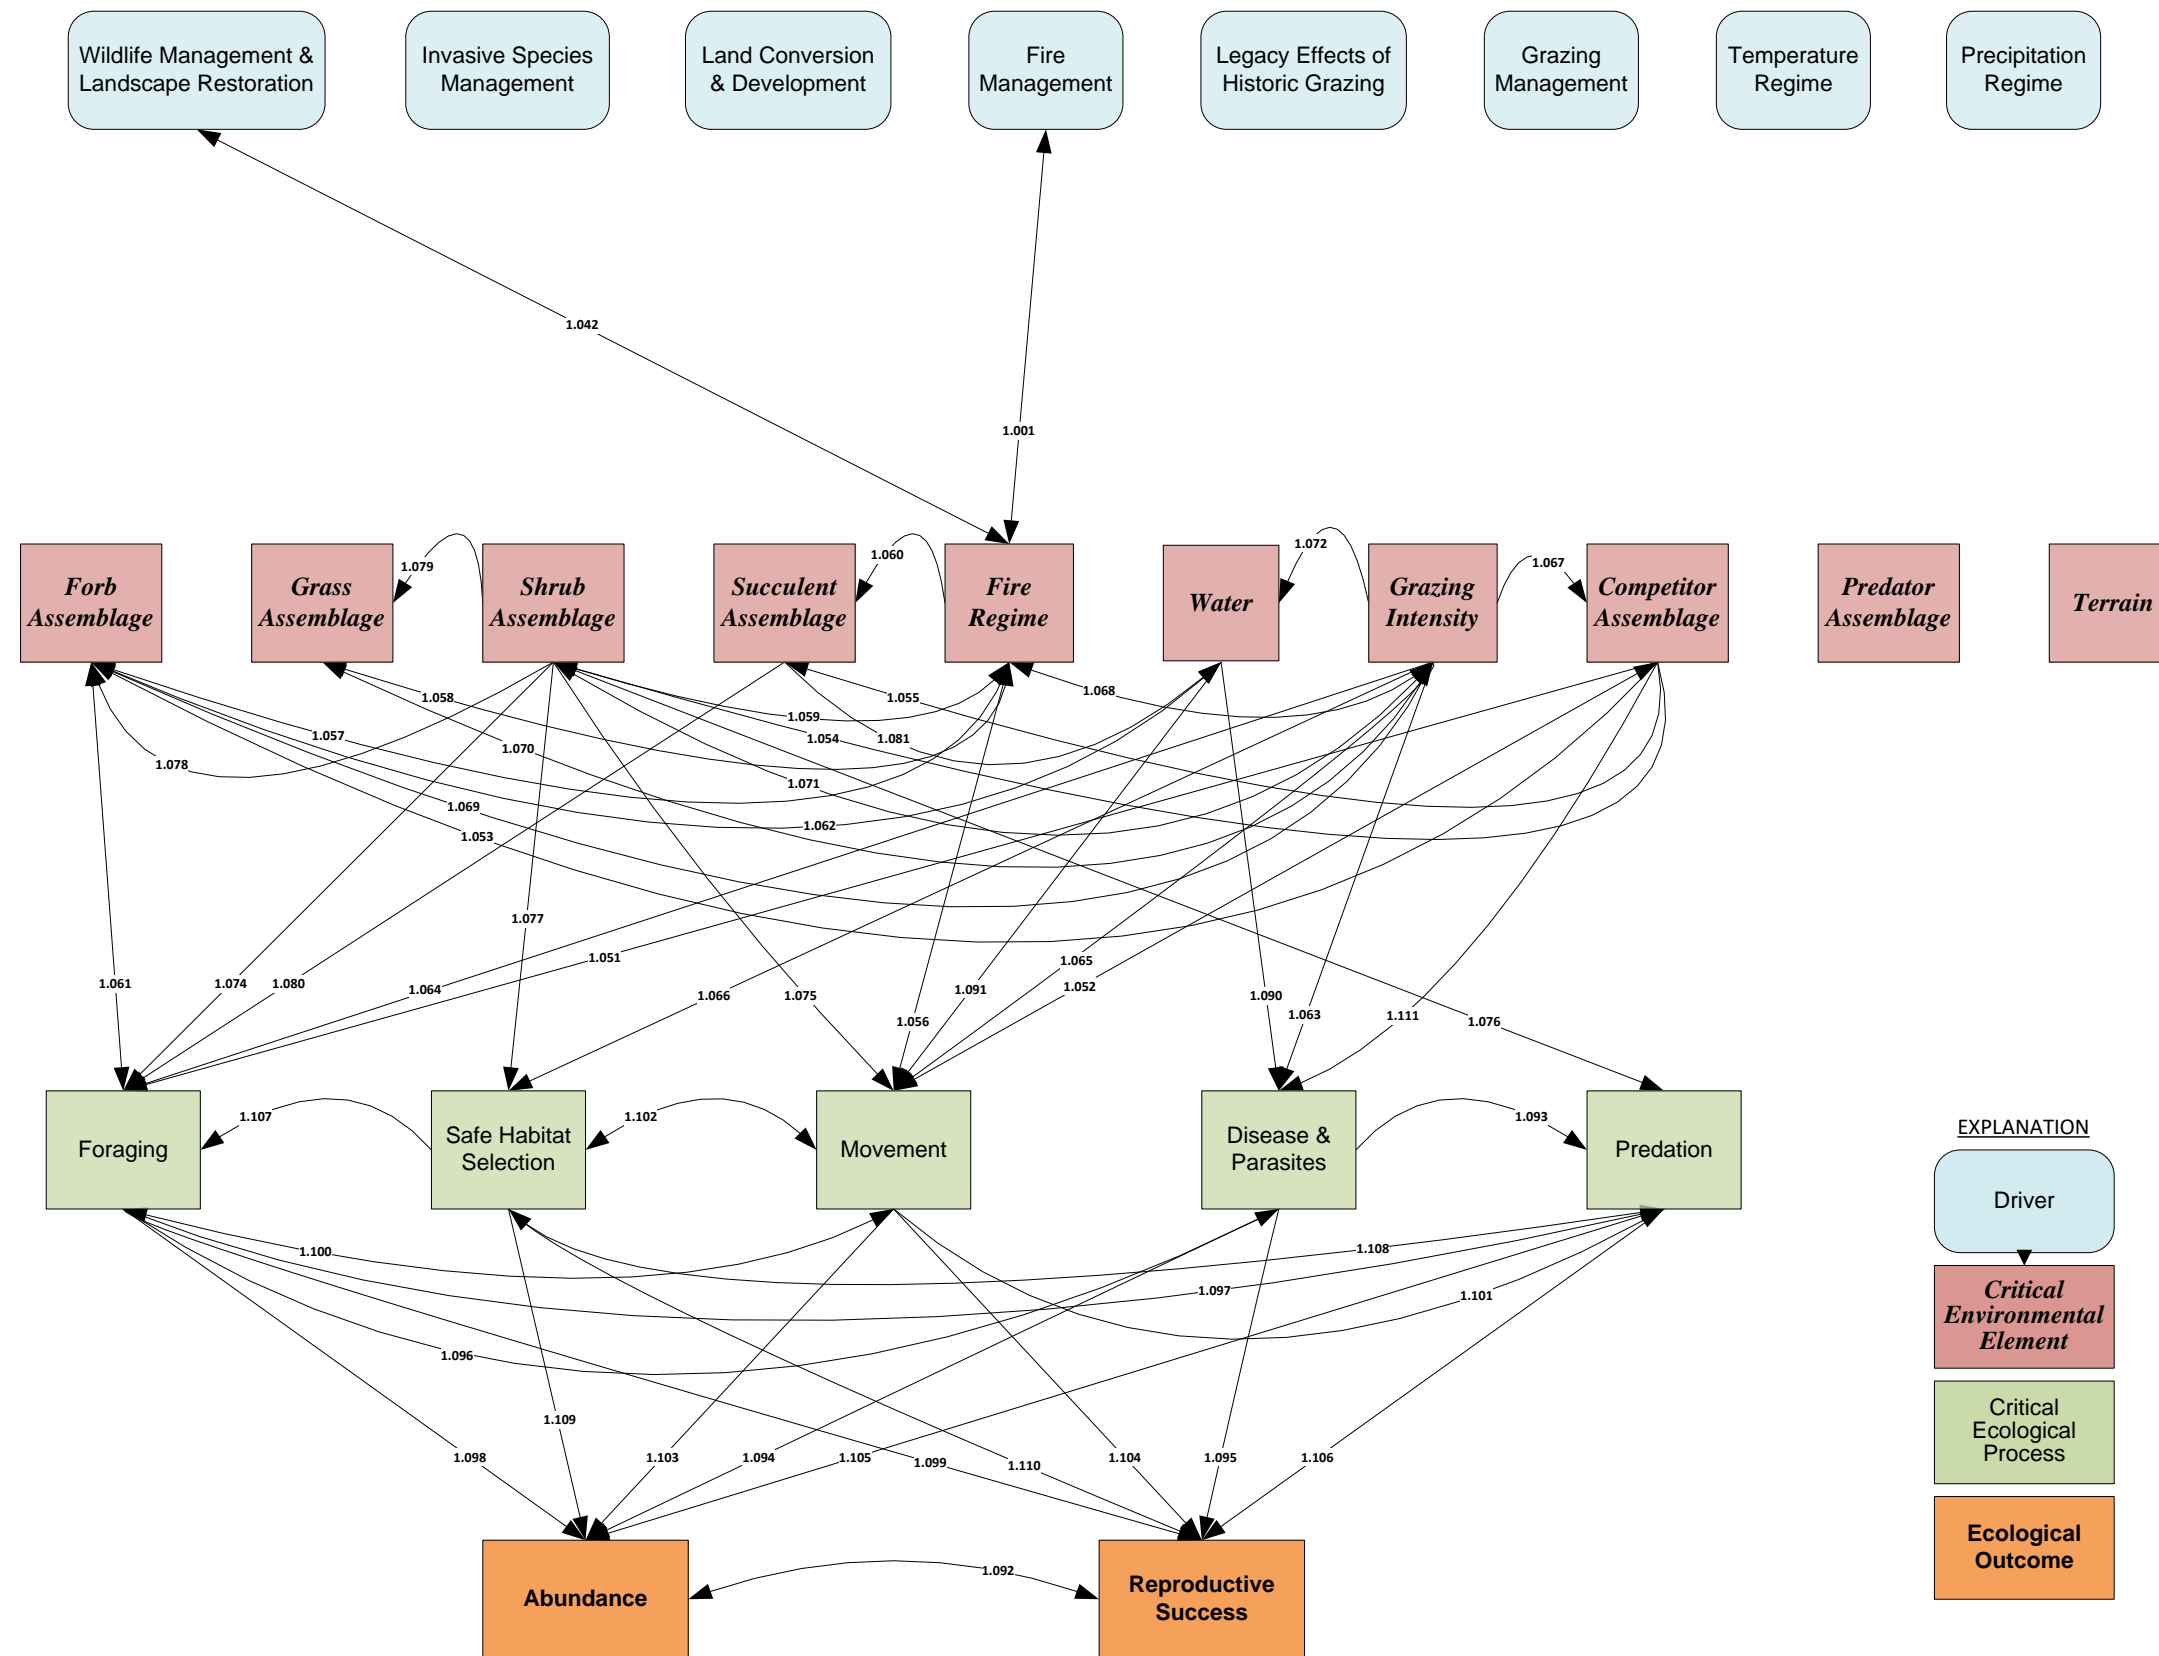 Wildlife Management &
Landscape Restoration
Invasive Species
Management
Land Conversion
& Development
Fire
Management
Legacy Effects of
Historic Grazing
Grazing
Management
Temperature
Regime
Precipitation
Regime
1.042
1.001
Forb
Assemblage
Grass
Assemblage
Shrub
Assemblage
Succulent
Assemblage
Fire
Regime
Water
Grazing
Intensity
Competitor
Assemblage
Predator
Assemblage
Terrain
1.079
1.060
1.072
1.067
1.058
1.055
1.068
1.059
1.057
1.054
1.081
1.070
1.078
1.071
1.069
1.062
1.053
1.077
1.051
1.065
1.061
1.074
1.080
1.064
1.066
1.075
1.091
1.052
1.090
1.056
1.063
1.111
1.076
Foraging
Safe Habitat
Selection
Movement
Disease &
Parasites
Predation
1.107
1.102
1.093
1.100
1.108
1.097
1.101
1.096
1.109
1.098
1.103
1.094
1.105
1.099
1.110
1.104
1.095
1.106
Abundance
1.092
Reproductive
Success
EXPLANATION
Driver
Critical
Environmental
Element
Critical
Ecological
Process
Ecological
Outcome